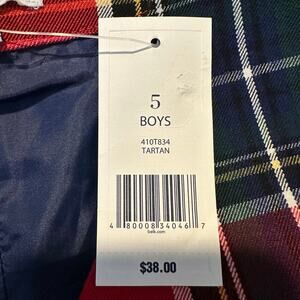 5
BOYS
410T834
TARTAN
4 80008 34046 7
belk.com
$38.00